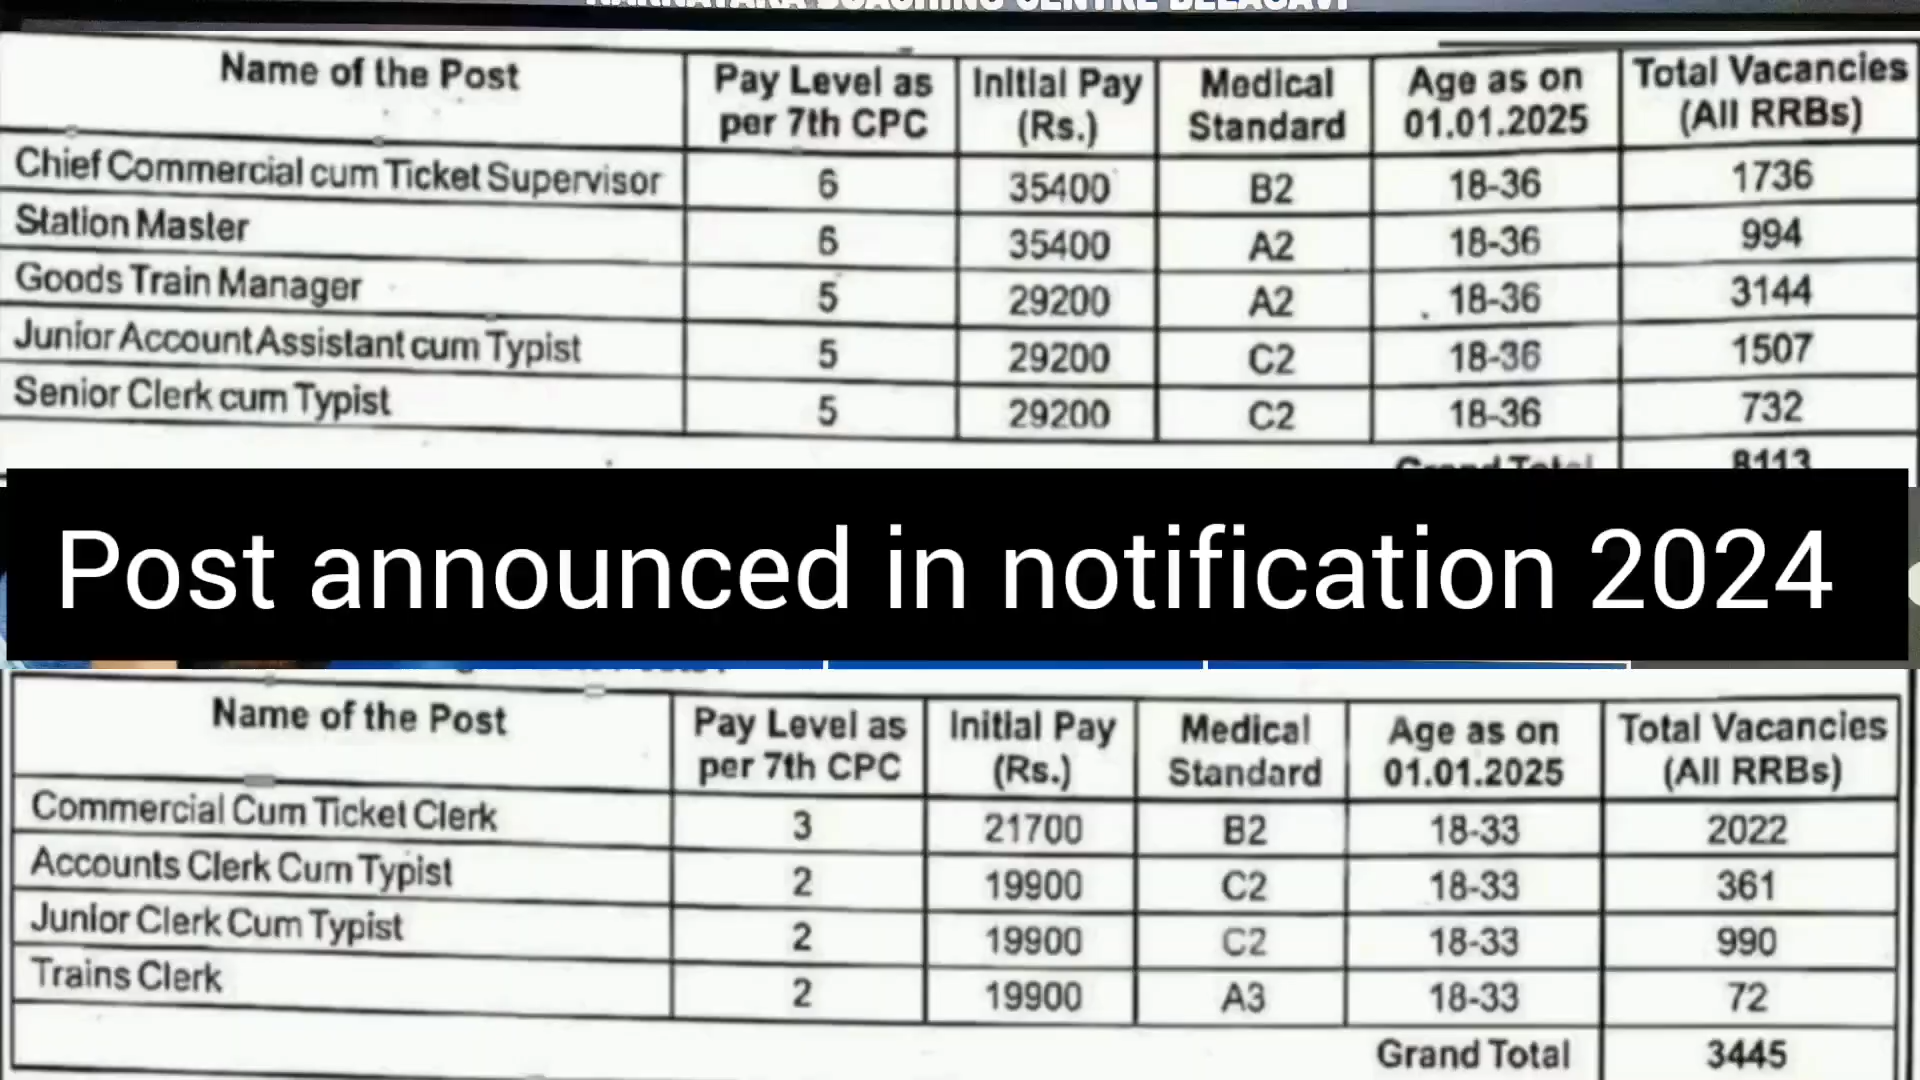 KARNATAKA COACHING CENTRE BELAGAVI
Name of the Post Pay Level as per 7th CPC Initial Pay (Rs.) Medical Standard Age as on 01.01.2025 Total Vacancies (All RRBs)
Chief Commercial cum Ticket Supervisor 6 35400 B2 18-36 1736
Station Master 6 35400 A2 18-36 994
Goods Train Manager 5 29200 A2 18-36 3144
Junior Account Assistant cum Typist 5 29200 C2 18-36 1507
Senior Clerk cum Typist 5 29200 C2 18-36 732
Grand Total 8113
Post announced in notification 2024
Name of the Post Pay Level as per 7th CPC Initial Pay (Rs.) Medical Standard Age as on 01.01.2025 Total Vacancies (All RRBs)
Commercial Cum Ticket Clerk 3 21700 B2 18-33 2022
Accounts Clerk Cum Typist 2 19900 C2 18-33 361
Junior Clerk Cum Typist 2 19900 C2 18-33 990
Trains Clerk 2 19900 A3 18-33 72
Grand Total 3445